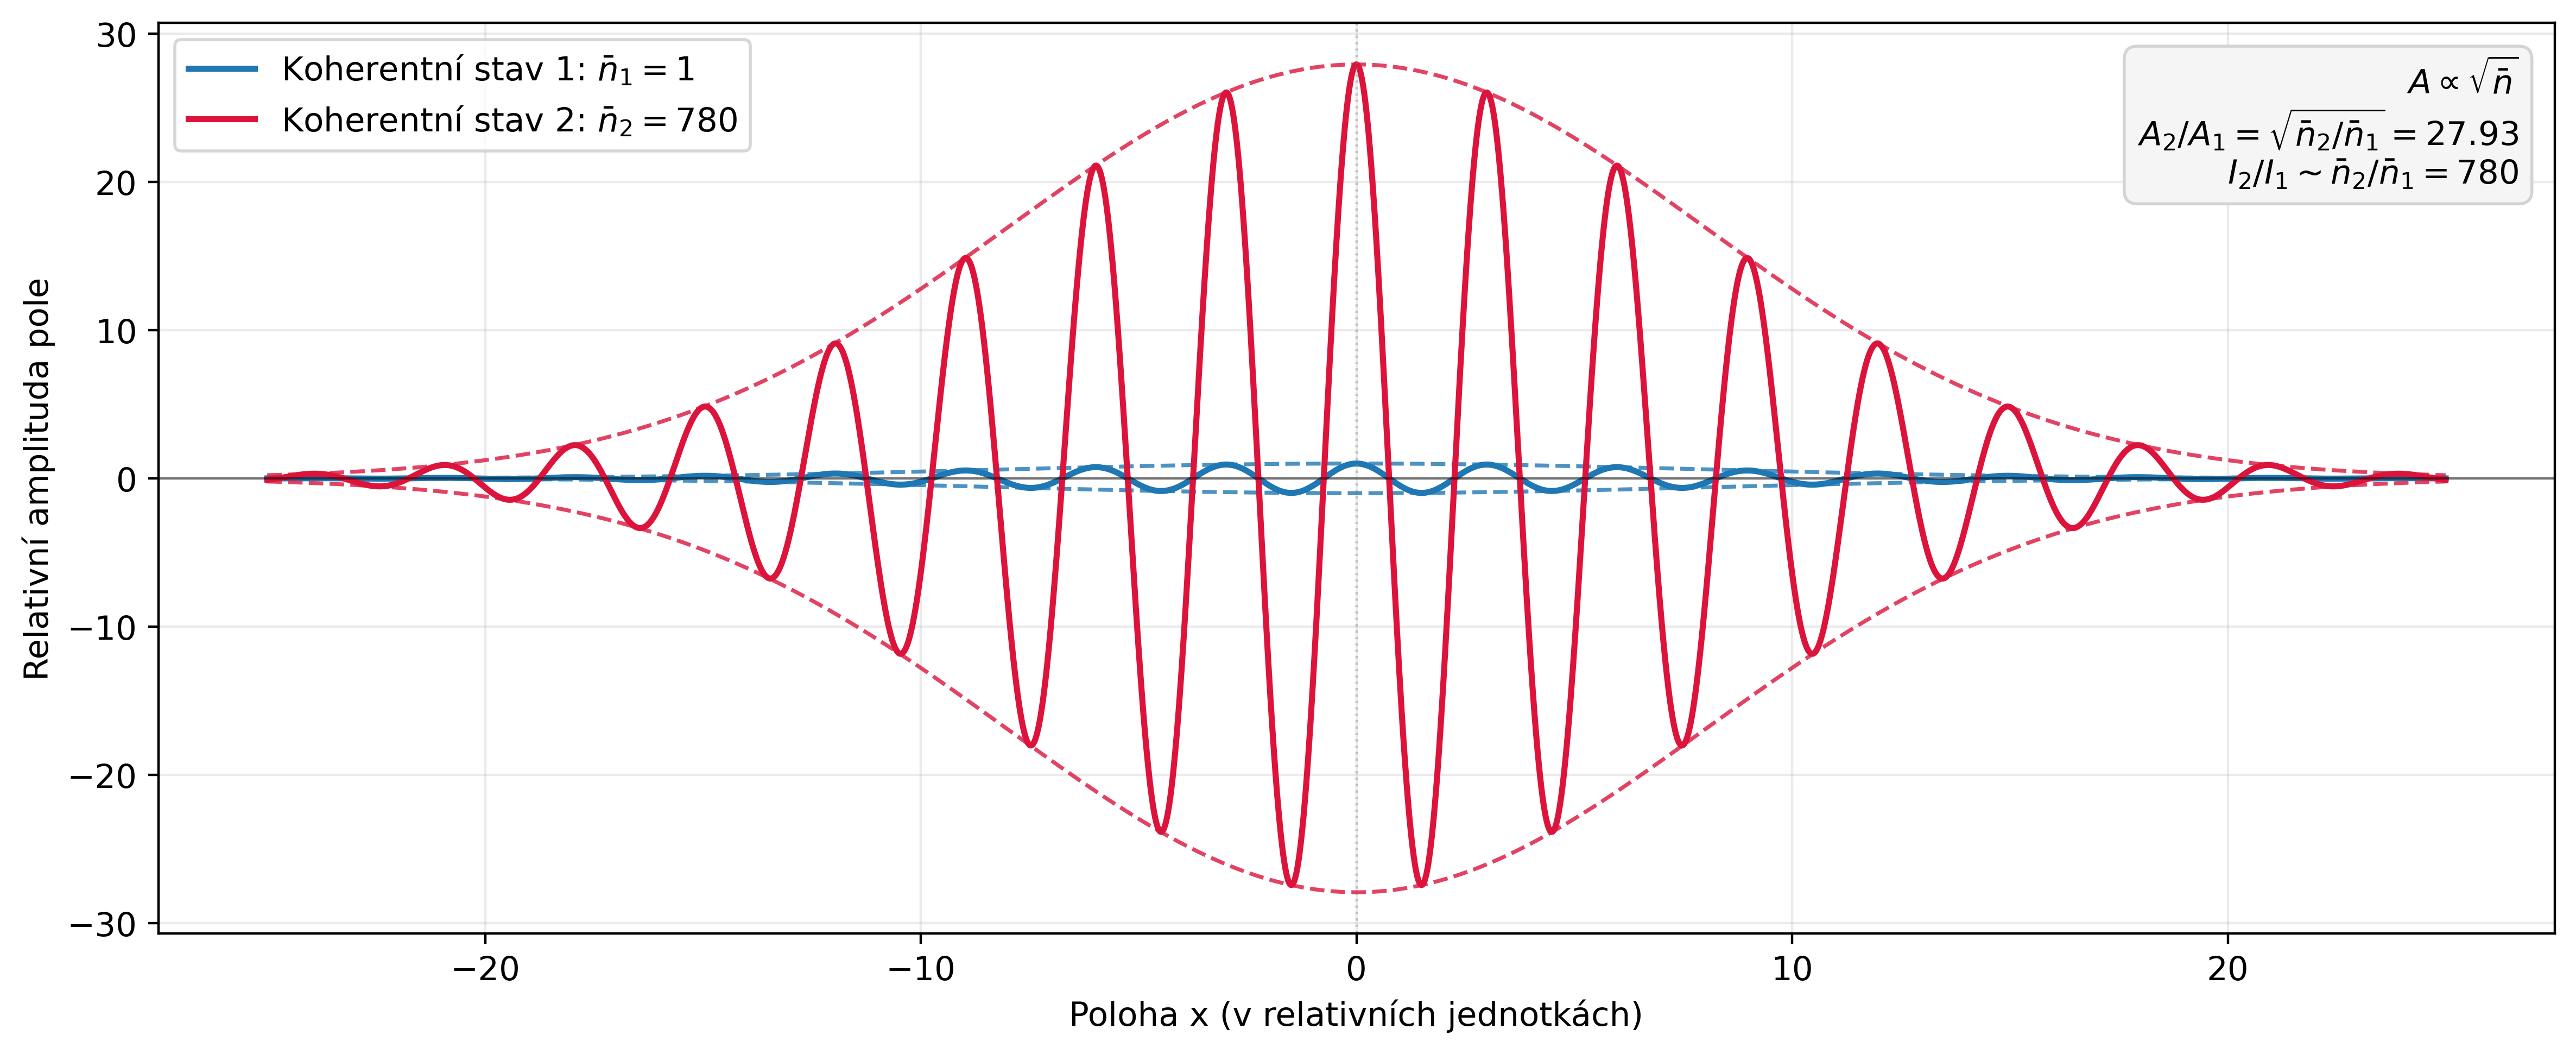 Koherentní stav 1: n̄₁ = 1
Koherentní stav 2: n̄₂ = 780
A ∝ √n̄
A₂/A₁ = √(n̄₂/n̄₁) = 27.93
I₂/I₁ ~ n̄₂/n̄₁ = 780
Relativní amplituda pole
30
20
10
0
−10
−20
−30
−20
−10
0
10
20
Poloha x (v relativních jednotkách)